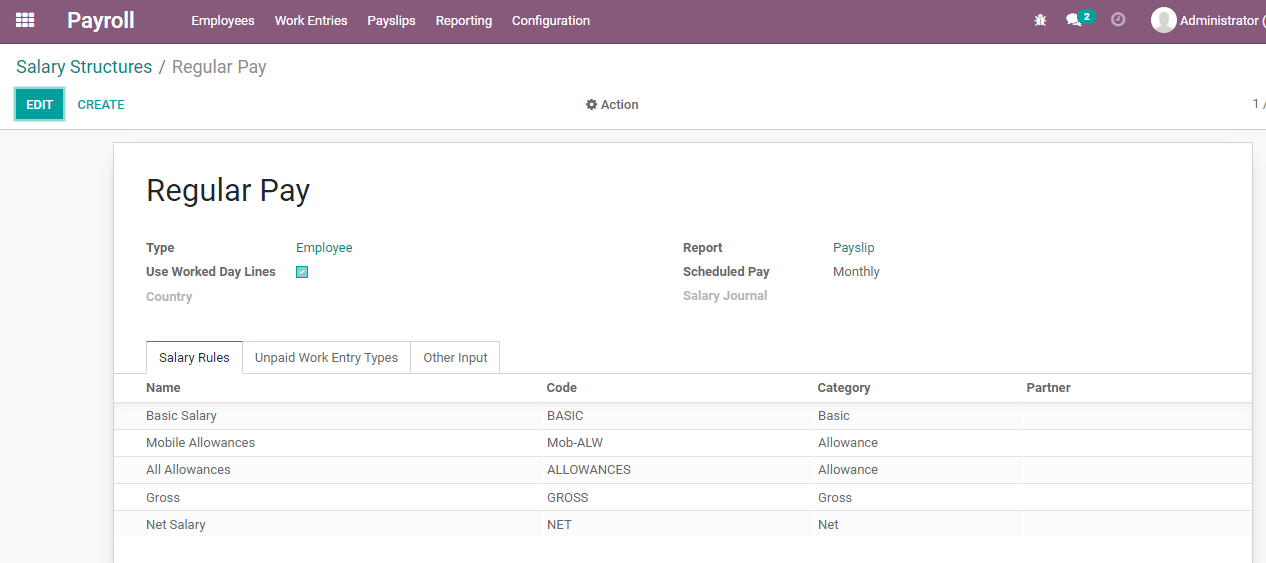 Payroll Employees Work Entries Payslips Reporting Configuration 2 Administrator (
Salary Structures / Regular Pay
EDIT CREATE Action 1 /
Regular Pay
Type Employee Report Payslip
Use Worked Day Lines Scheduled Pay Monthly
Country Salary Journal
Salary Rules Unpaid Work Entry Types Other Input
Name Code Category Partner
Basic Salary BASIC Basic
Mobile Allowances Mob-ALW Allowance
All Allowances ALLOWANCES Allowance
Gross GROSS Gross
Net Salary NET Net